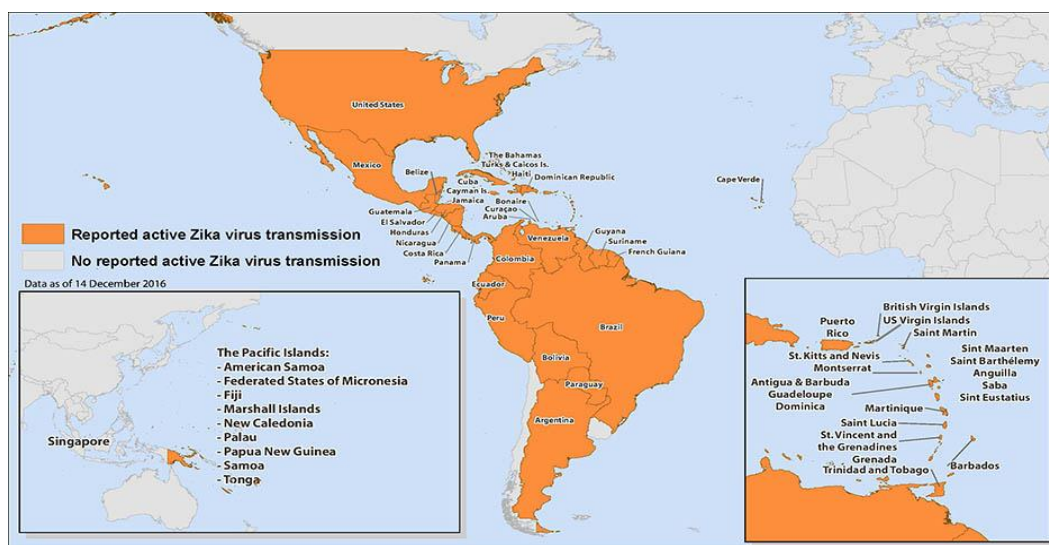 United States
Mexico
The Bahamas
Turks & Caicos Is.
Haiti
Dominican Republic
Belize
Cuba
Cayman Is.
Jamaica
Bonaire
Curaçao
Aruba
Guatemala
El Salvador
Honduras
Nicaragua
Costa Rica
Panama
Cape Verde
Venezuela
Guyana
Suriname
French Guiana
Colombia
Ecuador
Peru
Brazil
Bolivia
Paraguay
Argentina
Reported active Zika virus transmission
No reported active Zika virus transmission
Data as of 14 December 2016
The Pacific Islands:
- American Samoa
- Federated States of Micronesia
- Fiji
- Marshall Islands
- New Caledonia
- Palau
- Papua New Guinea
- Samoa
- Tonga
Singapore
British Virgin Islands
US Virgin Islands
Puerto
Rico
Saint Martin
St. Kitts and Nevis
Montserrat
Sint Maarten
Saint Barthélemy
Anguilla
Saba
Sint Eustatius
Antigua & Barbuda
Guadeloupe
Dominica
Martinique
Saint Lucia
St. Vincent and
the Grenadines
Grenada
Trinidad and Tobago
Barbados